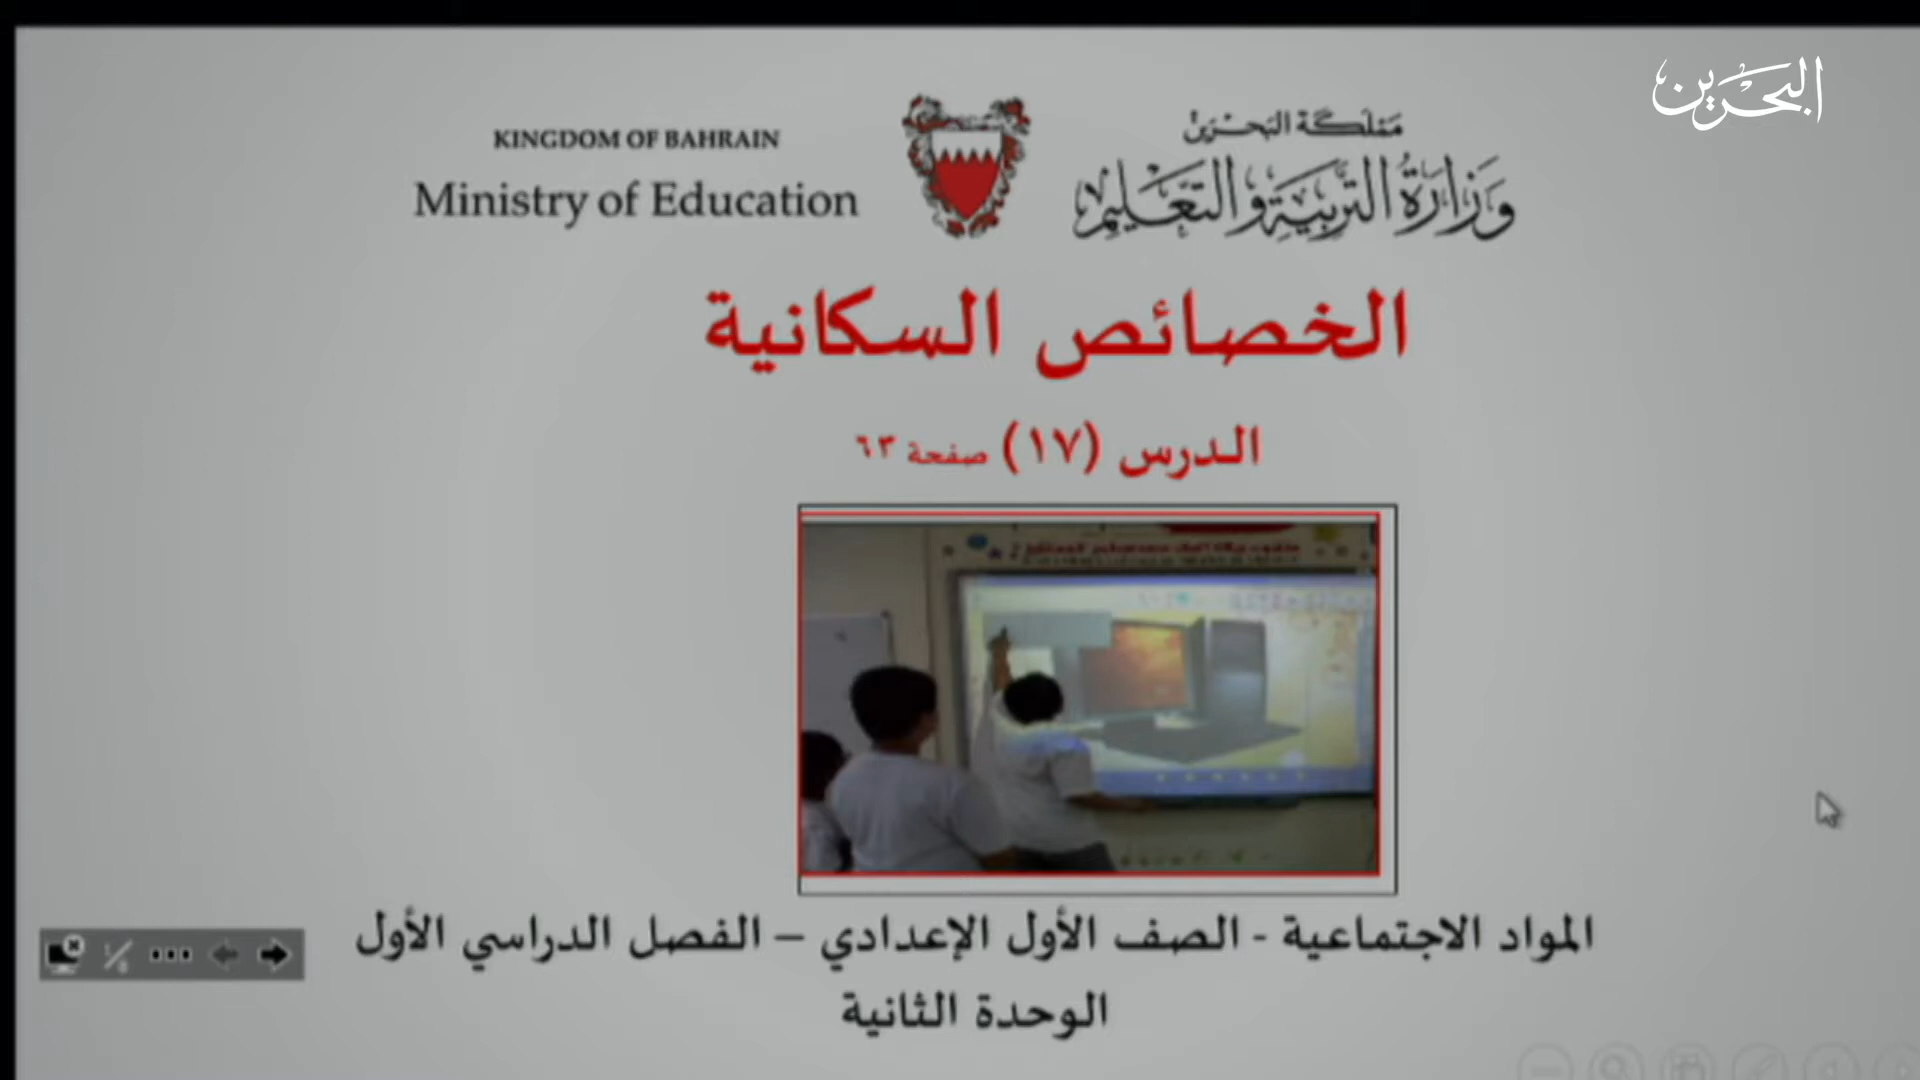 البحرين
KINGDOM OF BAHRAIN
مملكة البحرين
Ministry of Education
وزارة التربية والتعليم
الخصائص السكانية
الدرس (١٧) صفحة ٦٣
المواد الاجتماعية - الصف الأول الإعدادي – الفصل الدراسي الأول
الوحدة الثانية